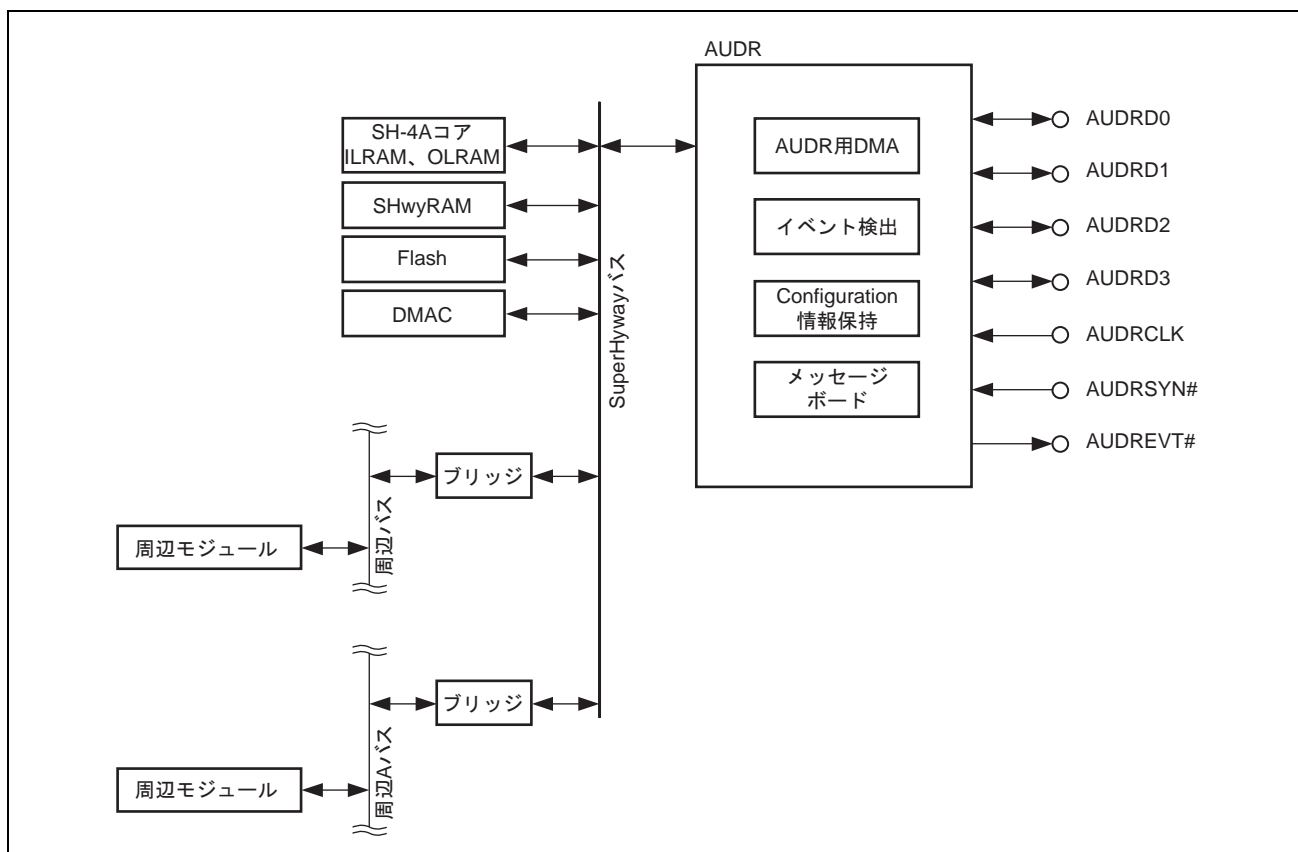 AUDR
SH-4Aコア
ILRAM、OLRAM
SHwyRAM
Flash
DMAC
SuperHywayバス
AUDR用DMA
イベント検出
Configuration
情報保持
メッセージ
ボード
AUDRD0
AUDRD1
AUDRD2
AUDRD3
AUDRCLK
AUDRSYN#
AUDREVT#
ブリッジ
周辺バス
周辺モジュール
ブリッジ
周辺Aバス
周辺モジュール